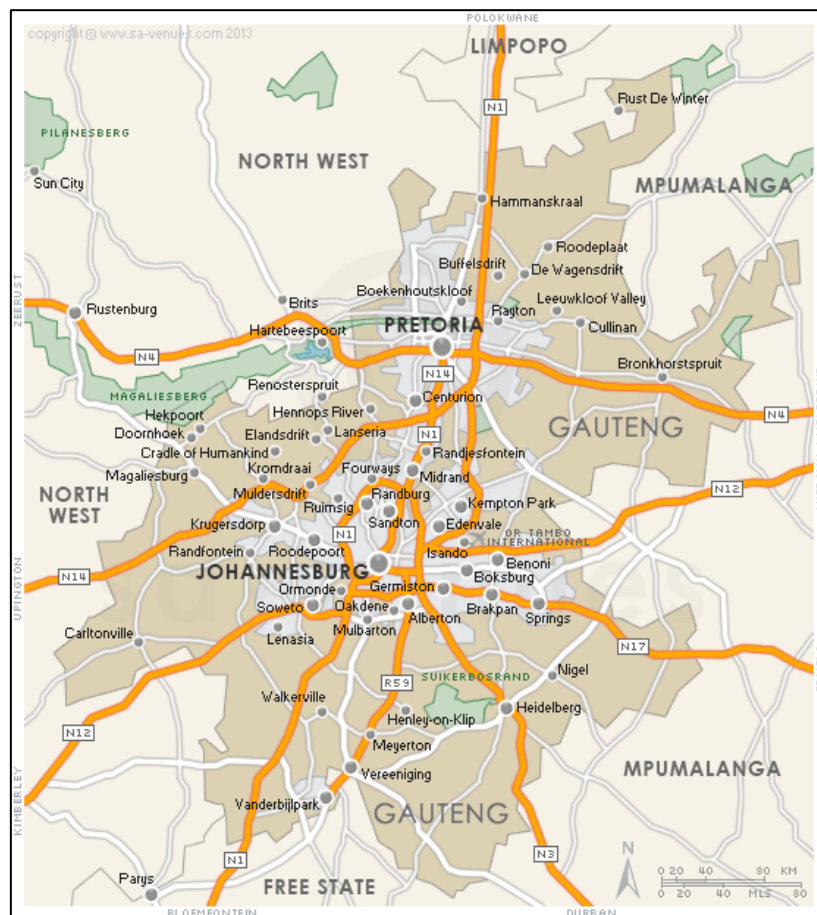 POLOKWANE
copyright @ www.sa-venues.com 2013
LIMPOPO
N1
Rust De Winter
PILANESBERG
NORTH WEST
Sun City
MPUMALANGA
Hammanskraal
Roodeplaat
Buffelsdrift
De Wagensdrift
ZEERUST
Boekenhoutskloof
Leeuwkloof Valley
Brits
Rustenburg
Rayton
PRETORIA
Cullinan
Hartebeespoort
N4
Bronkhorstspruit
N14
Renosterspruit
MAGALIESBERG
Centurion
Hekpoort
Hennops River
N4
Doornhoek
Elandsdrift
Lanseria
N1
GAUTENG
Cradle of Humankind
Randjesfontein
Magaliesburg
Kromdraai
Fourways
Midrand
NORTH
WEST
Muldersdrift
Randburg
N12
Ruimsig
Kempton Park
Sandton
Krugersdorp
Edenvale
N1
OR TAMBO
INTERNATIONAL
Randfontein
Roodepoort
Isando
Benoni
JOHANNESBURG
Boksburg
N14
UPINGTON
Ormonde
Germiston
Soweto
Oakdene
Brakpan
Springs
Alberton
Mulbarton
Carltonville
Lenasia
N17
SUIKERBOSRAND
Nigel
R59
Walkerville
Henley-on-Klip
Heidelberg
N12
Meyerton
Vereeniging
MPUMALANGA
KIMBERLEY
Vanderbijlpark
GAUTENG
N1
N3
N
0 20 40 80 KM
0 20 40 MLS 80
Parys
FREE STATE
BLOEMFONTEIN
DURBAN